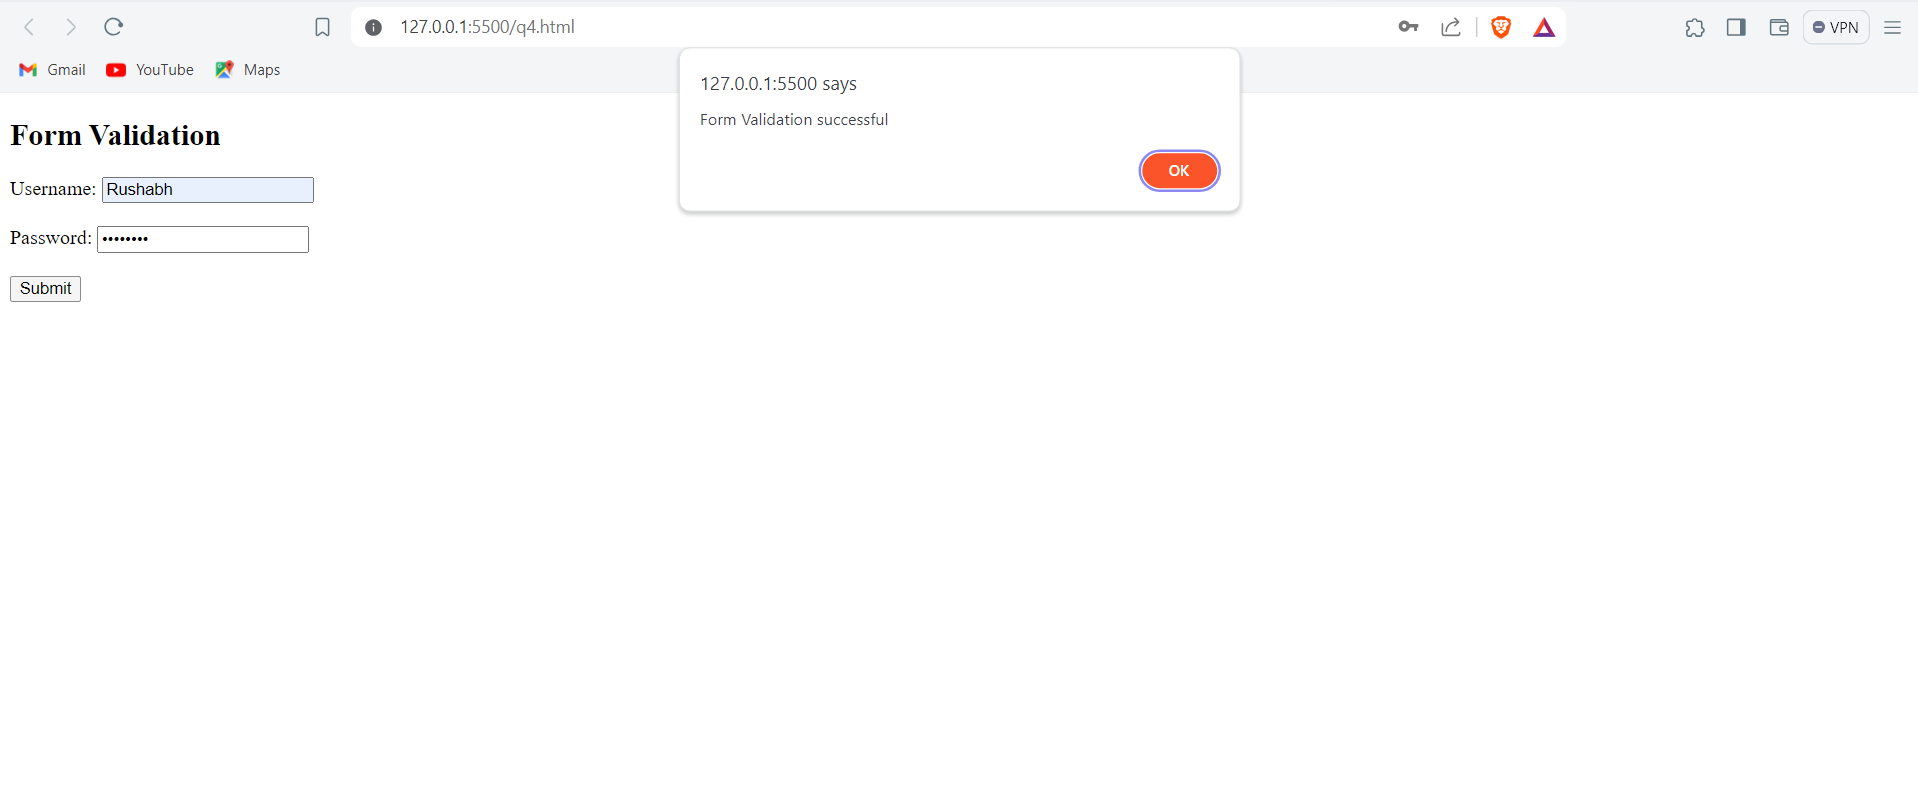 127.0.0.1:5500/q4.html
VPN
Gmail YouTube Maps
127.0.0.1:5500 says
Form Validation successful
OK
Form Validation
Username: Rushabh
Password: ••••••••
Submit